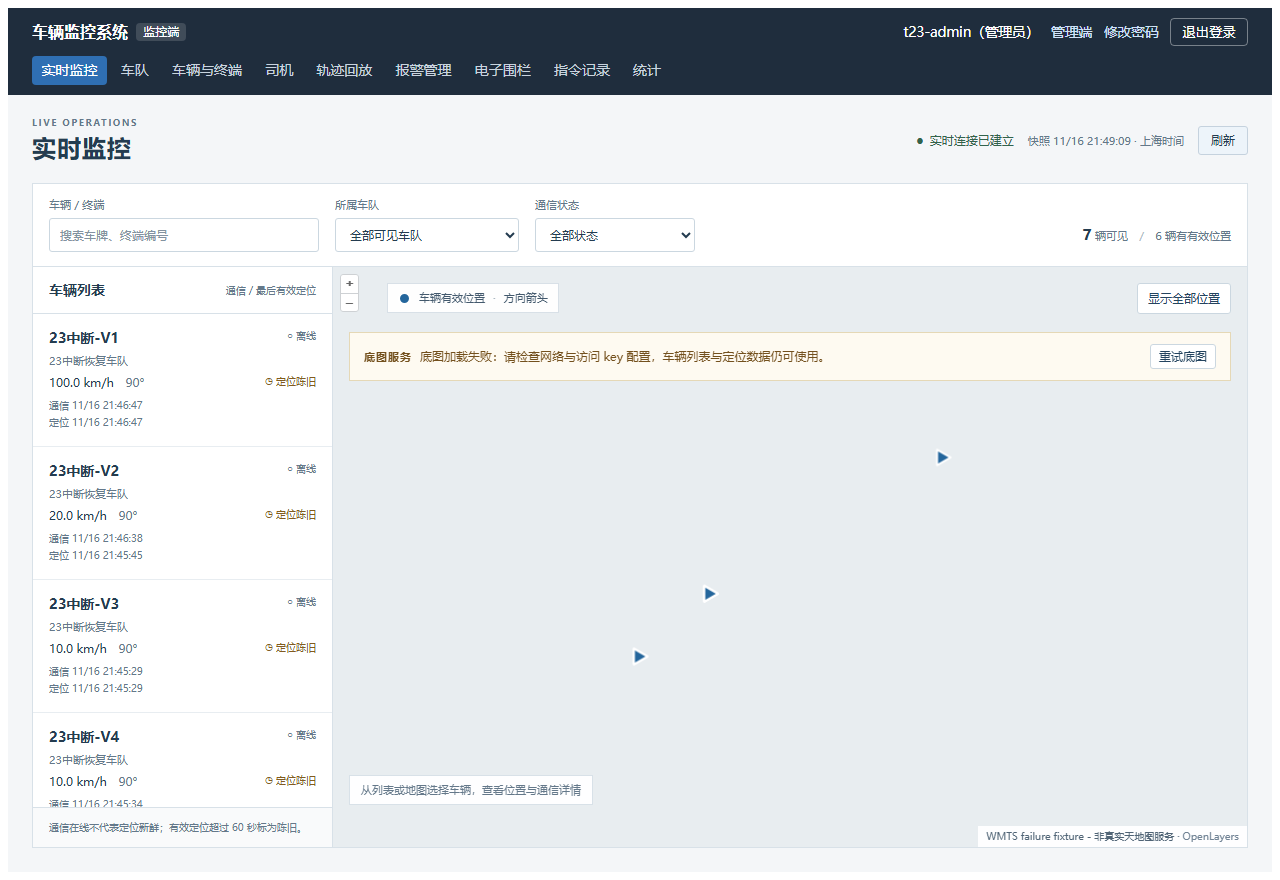 车辆监控系统 监控端
t23-admin（管理员） 管理端 修改密码 退出登录
实时监控 车队 车辆与终端 司机 轨迹回放 报警管理 电子围栏 指令记录 统计
LIVE OPERATIONS
实时监控
实时连接已建立 快照 11/16 21:49:09 · 上海时间 刷新
车辆 / 终端 所属车队 通信状态
搜索车牌、终端编号 全部可见车队 全部状态
7 辆可见 / 6 辆有有效位置
车辆列表 通信 / 最后有效定位
+
−
车辆有效位置 · 方向箭头
显示全部位置
底图服务 底图加载失败：请检查网络与访问 key 配置，车辆列表与定位数据仍可使用。 重试底图
23中断-V1 离线
23中断恢复车队
100.0 km/h 90° 定位陈旧
通信 11/16 21:46:47
定位 11/16 21:46:47
23中断-V2 离线
23中断恢复车队
20.0 km/h 90° 定位陈旧
通信 11/16 21:46:38
定位 11/16 21:45:45
23中断-V3 离线
23中断恢复车队
10.0 km/h 90° 定位陈旧
通信 11/16 21:45:29
定位 11/16 21:45:29
23中断-V4 离线
23中断恢复车队
10.0 km/h 90° 定位陈旧
通信 11/16 21:45:34
通信在线不代表定位新鲜；有效定位超过 60 秒标为陈旧。
从列表或地图选择车辆，查看位置与通信详情
WMTS failure fixture - 非真实天地图服务 · OpenLayers